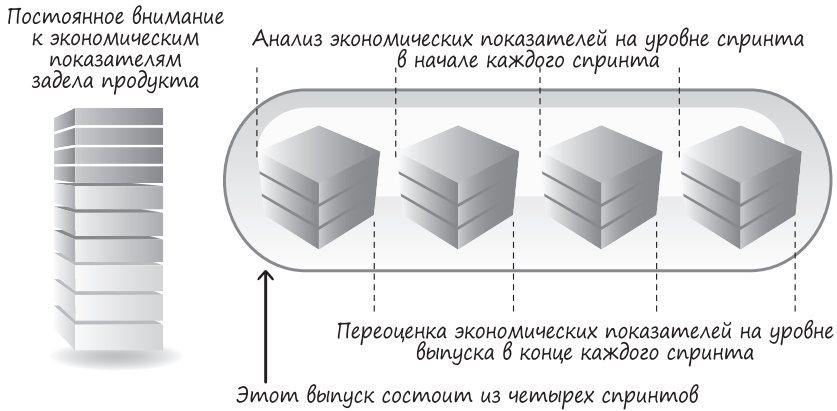 Постоянное внимание
к экономическим
показателям
задела продукта
Анализ экономических показателей на уровне спринта
в начале каждого спринта
Переоценка экономических показателей на уровне
выпуска в конце каждого спринта
Этот выпуск состоит из четырех спринтов